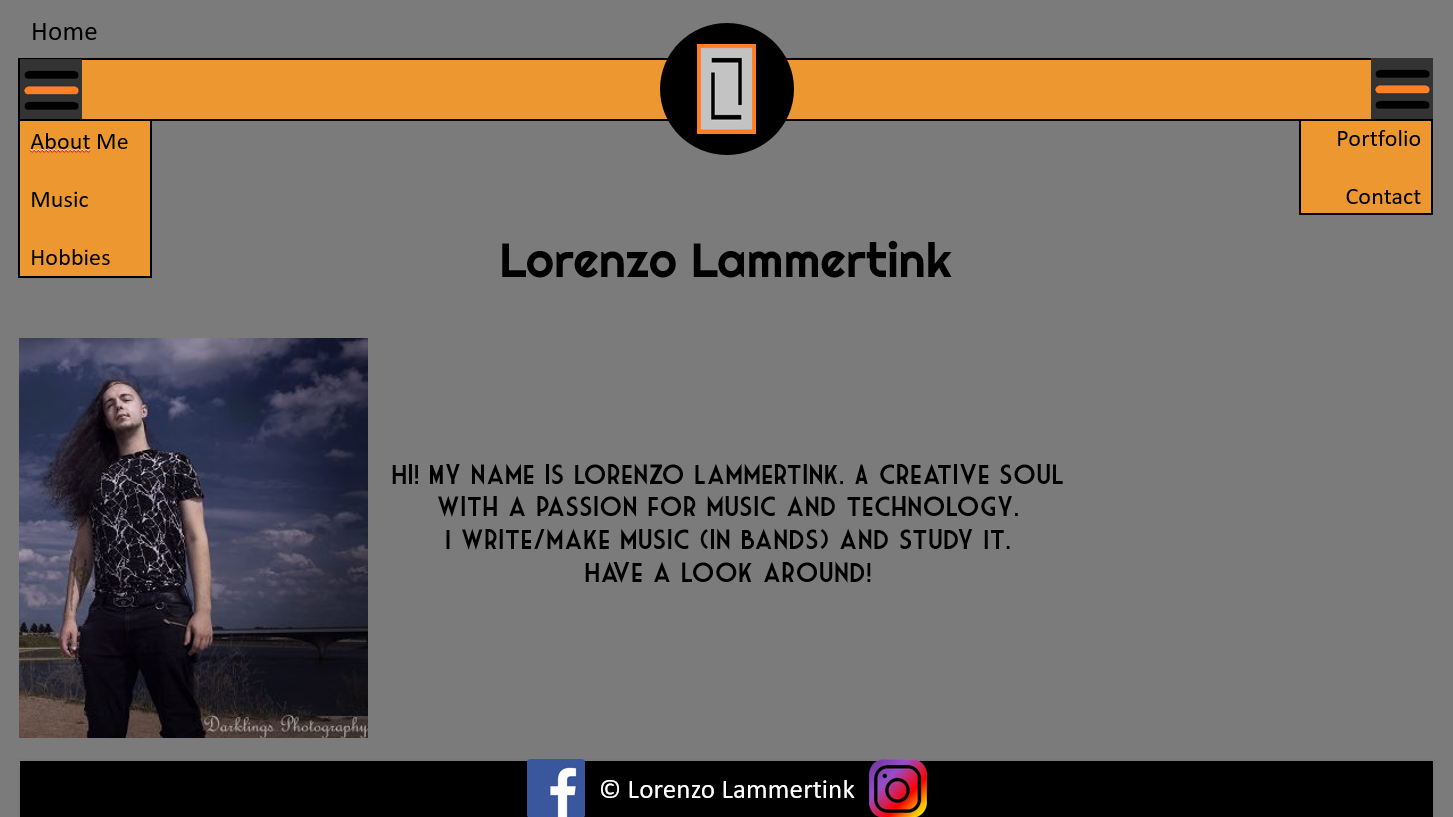 Home
About Me
Music
Hobbies
Portfolio
Contact
Lorenzo Lammertink
HI! MY NAME IS LORENZO LAMMERTINK. A CREATIVE SOUL
WITH A PASSION FOR MUSIC AND TECHNOLOGY.
I WRITE/MAKE MUSIC (IN BANDS) AND STUDY IT.
HAVE A LOOK AROUND!
Darklings Photography
© Lorenzo Lammertink